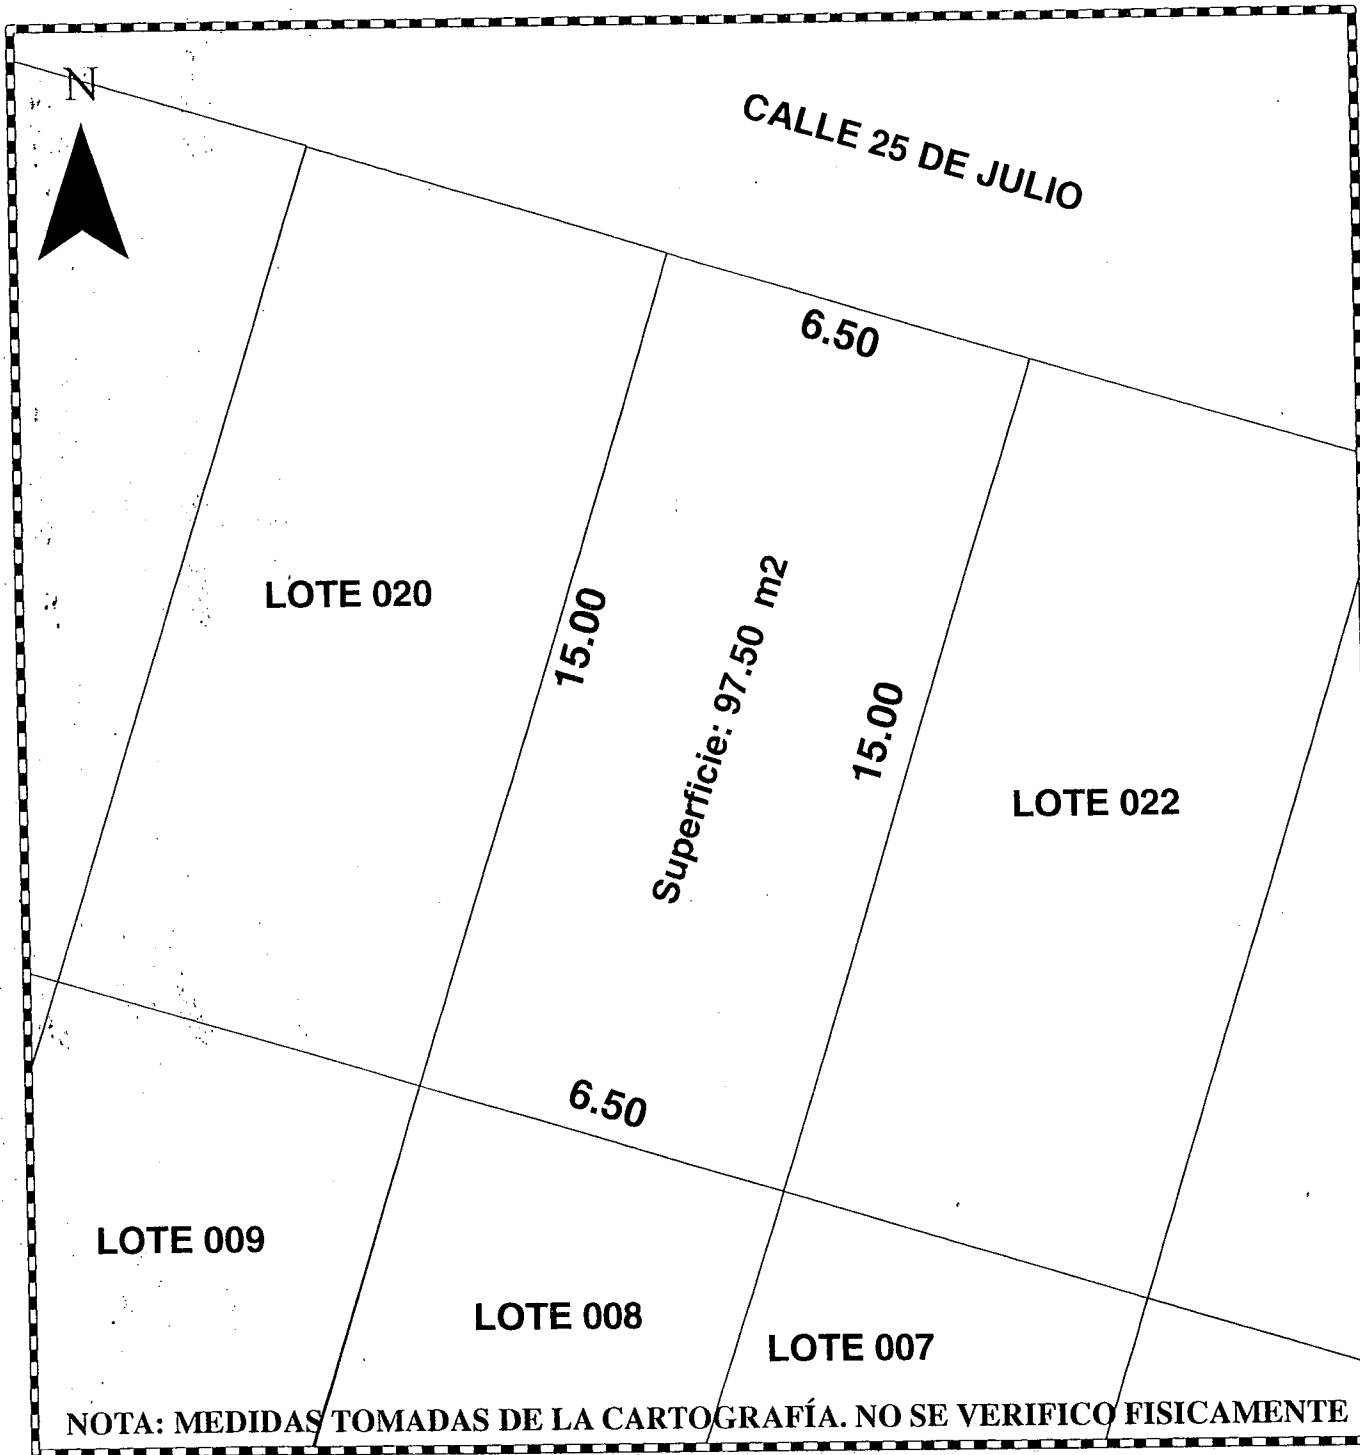 N
CALLE 25 DE JULIO
6.50
LOTE 020
15.00
Superficie: 97.50 m2
15.00
LOTE 022
6.50
LOTE 009
LOTE 008
LOTE 007
NOTA: MEDIDAS TOMADAS DE LA CARTOGRAFÍA. NO SE VERIFICO FISICAMENTE